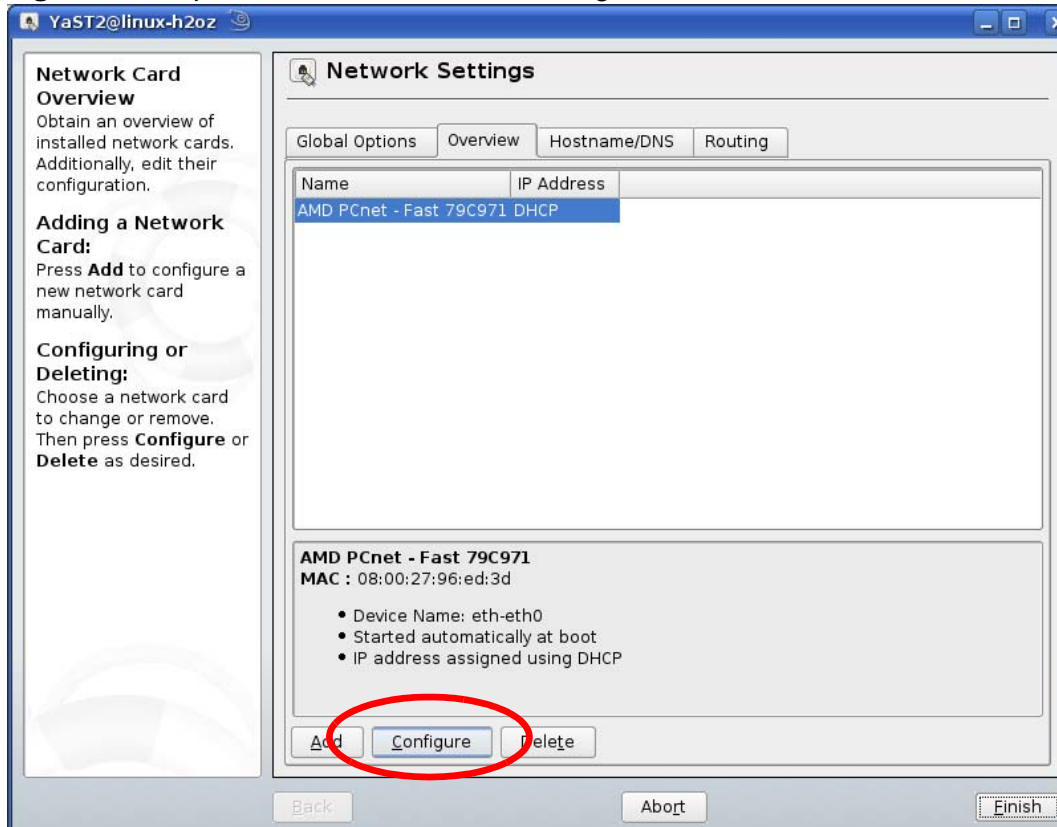 YaST2@linux-h2oz
Network Card
Overview
Obtain an overview of
installed network cards.
Additionally, edit their
configuration.
Adding a Network
Card:
Press Add to configure a
new network card
manually.
Configuring or
Deleting:
Choose a network card
to change or remove.
Then press Configure or
Delete as desired.
Network Settings
Global Options Overview Hostname/DNS Routing
Name IP Address
AMD PCnet - Fast 79C971 DHCP
AMD PCnet - Fast 79C971
MAC : 08:00:27:96:ed:3d
• Device Name: eth-eth0
• Started automatically at boot
• IP address assigned using DHCP
Add Configure Delete
Back Abort Finish